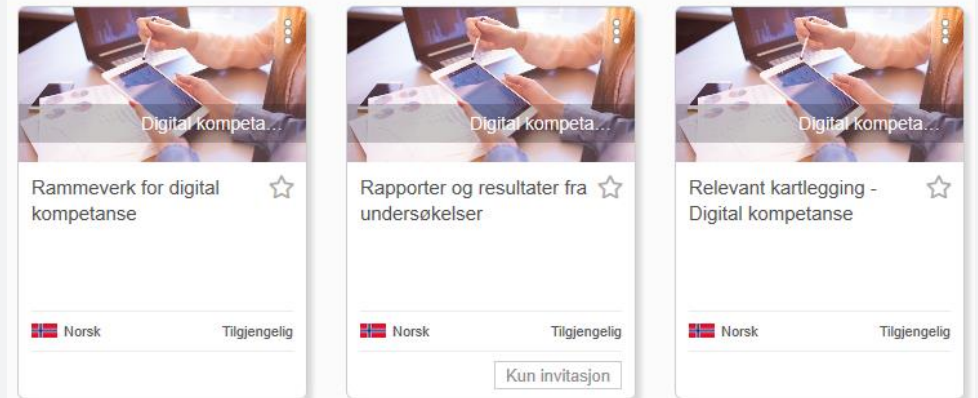 Digital kompeta...
Rammeverk for digital
kompetanse
Norsk
Tilgjengelig
Digital kompeta...
Rapporter og resultater fra
undersøkelser
Norsk
Tilgjengelig
Kun invitasjon
Digital kompeta...
Relevant kartlegging -
Digital kompetanse
Norsk
Tilgjengelig